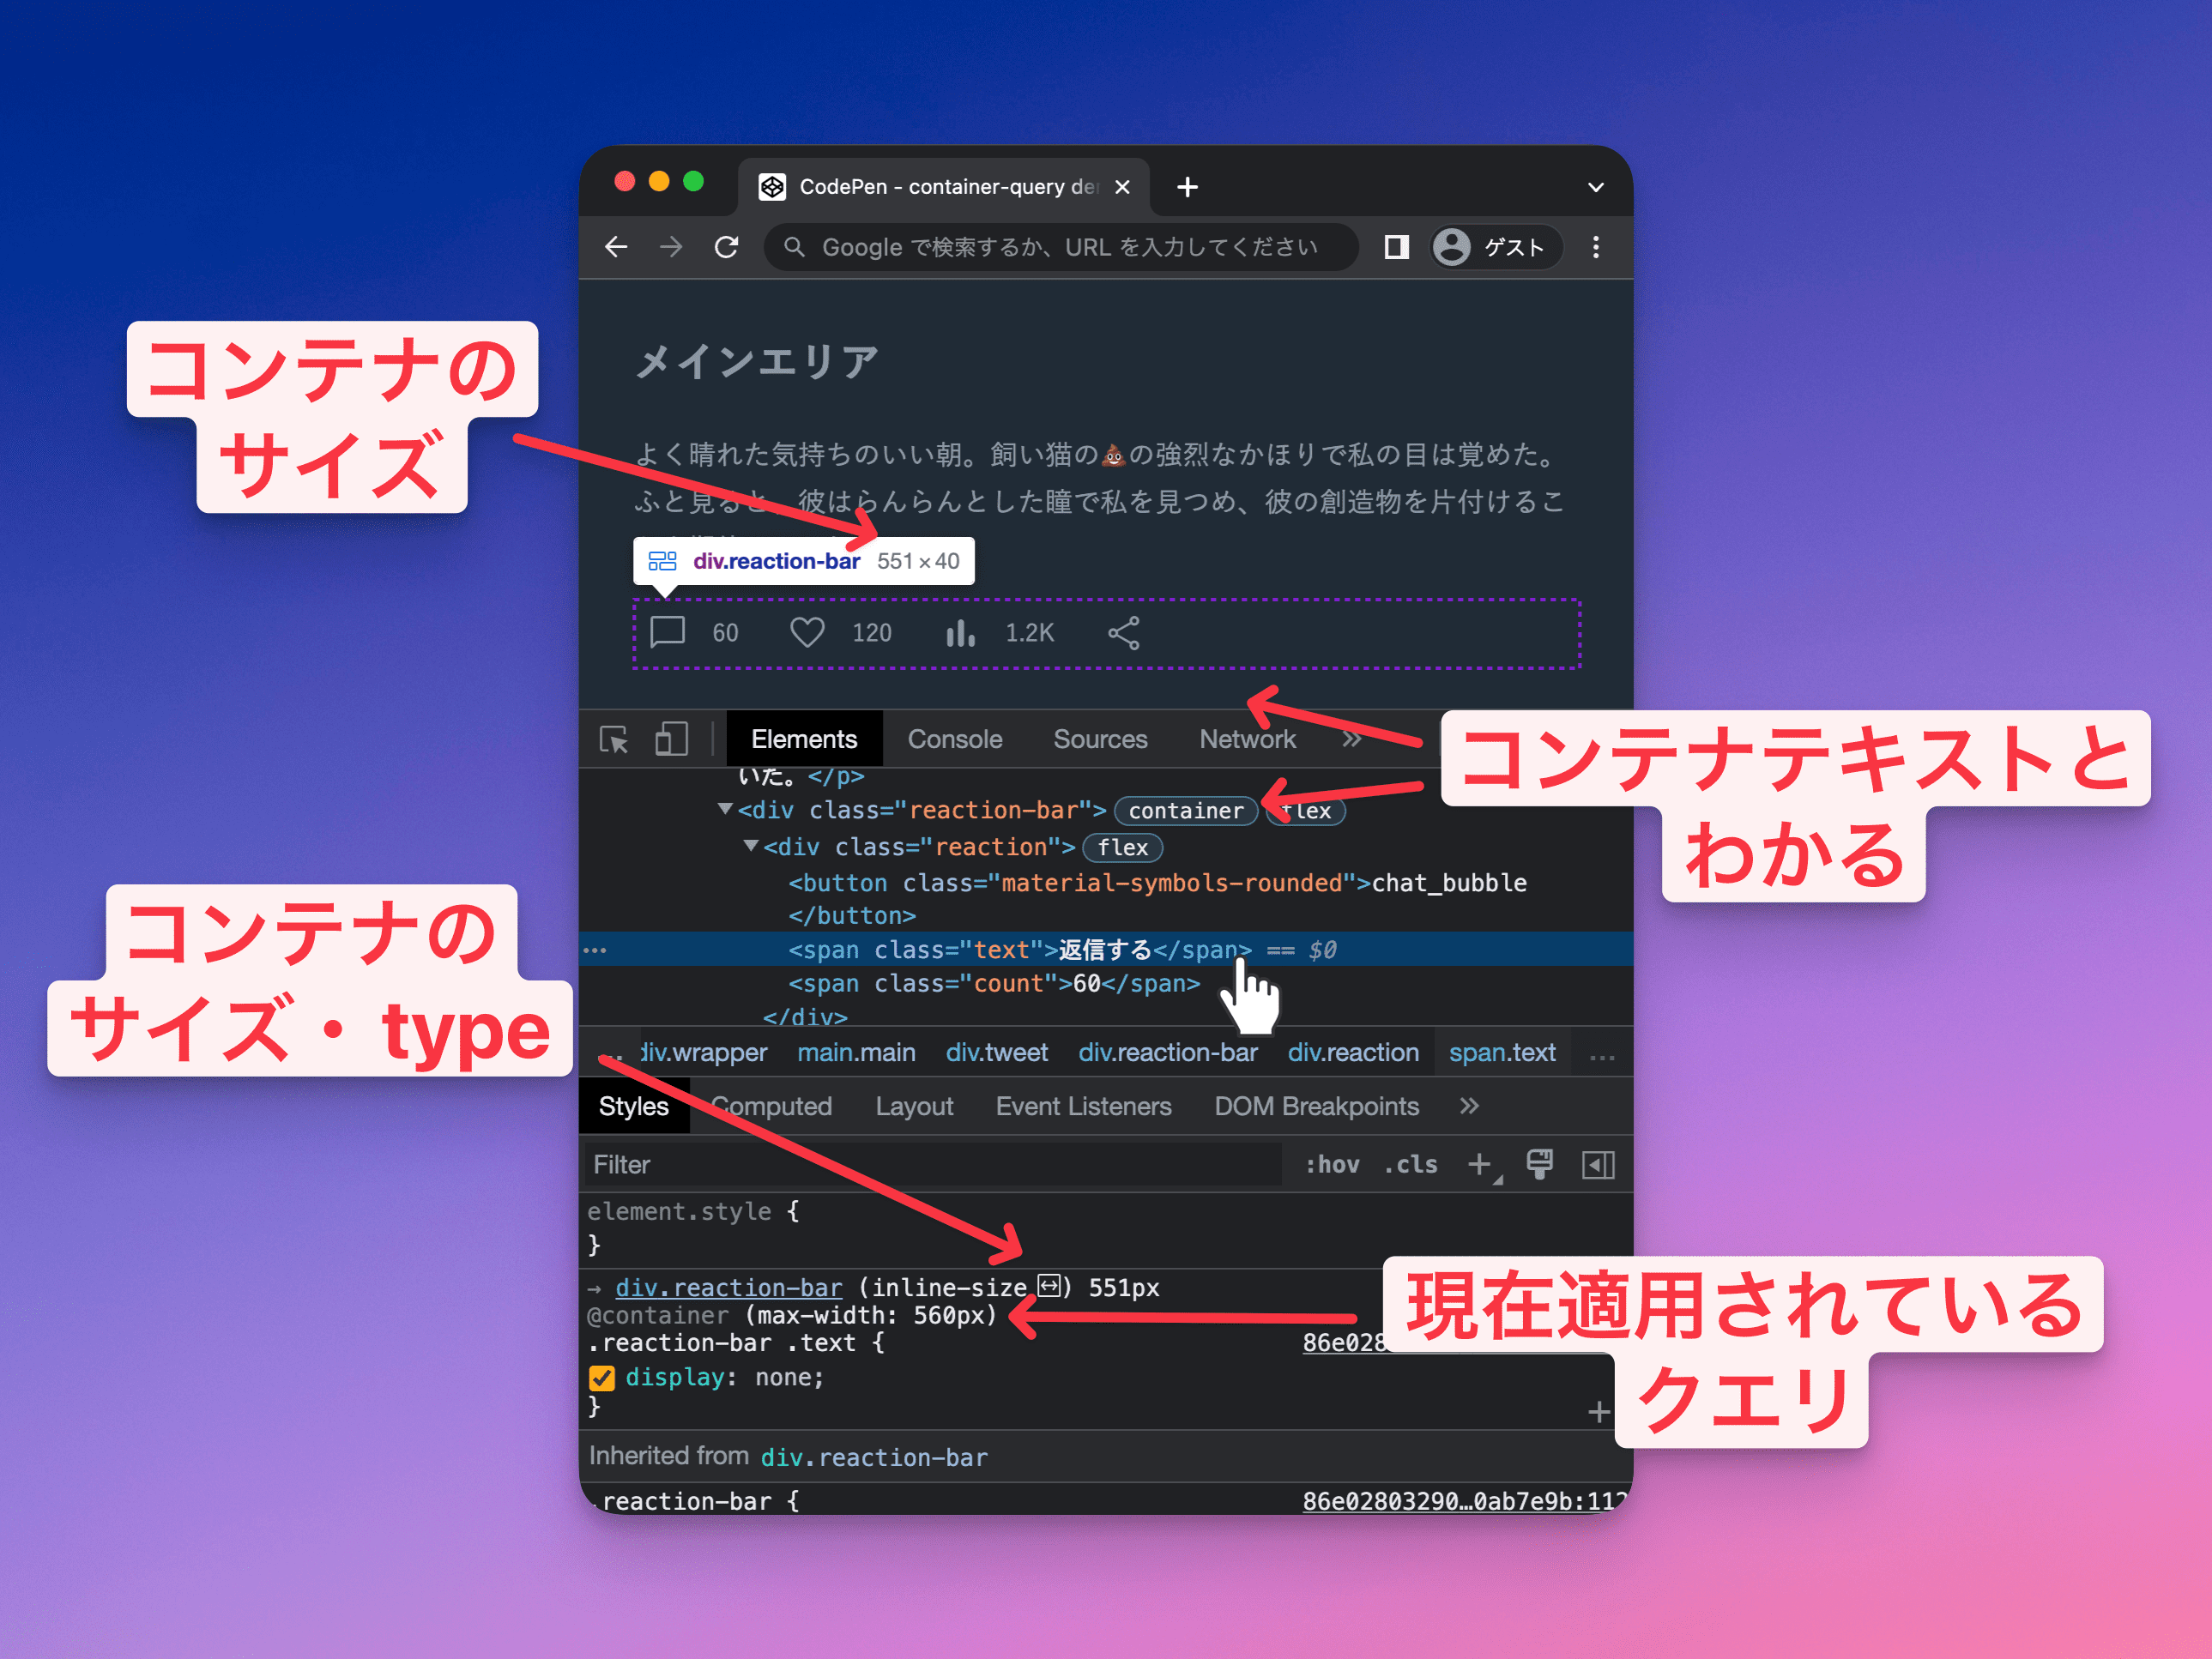 CodePen - container-query de
Google で検索するか、URL を入力してください
ゲスト
メインエリア
よく晴れた気持ちのいい朝。飼い猫の💩の強烈なかほりで私の目は覚めた。
ふと見ると、彼はらんらんとした瞳で私を見つめ、彼の創造物を片付けるこ
div.reaction-bar 551×40
60 120 1.2K
コンテナの
サイズ
Elements Console Sources Network »
いた。</p>
▼<div class="reaction-bar"> container flex
▼<div class="reaction"> flex
<button class="material-symbols-rounded">chat_bubble
</button>
<span class="text">返信する</span> == $0
<span class="count">60</span>
</div>
コンテナテキストと
わかる
コンテナの
サイズ・type
… div.wrapper main.main div.tweet div.reaction-bar div.reaction span.text …
Styles Computed Layout Event Listeners DOM Breakpoints »
Filter :hov .cls +
element.style {
}
→ div.reaction-bar (inline-size ↔) 551px
@container (max-width: 560px)
.reaction-bar .text { 86e028
display: none;
}
現在適用されている
クエリ
Inherited from div.reaction-bar
.reaction-bar { 86e02803290…0ab7e9b:112